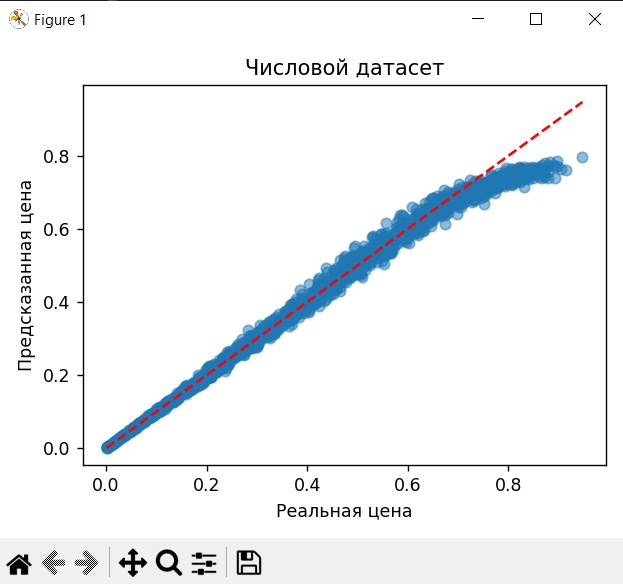 Figure 1
Числовой датасет
Предсказанная цена
0.8
0.6
0.4
0.2
0.0
0.0 0.2 0.4 0.6 0.8
Реальная цена